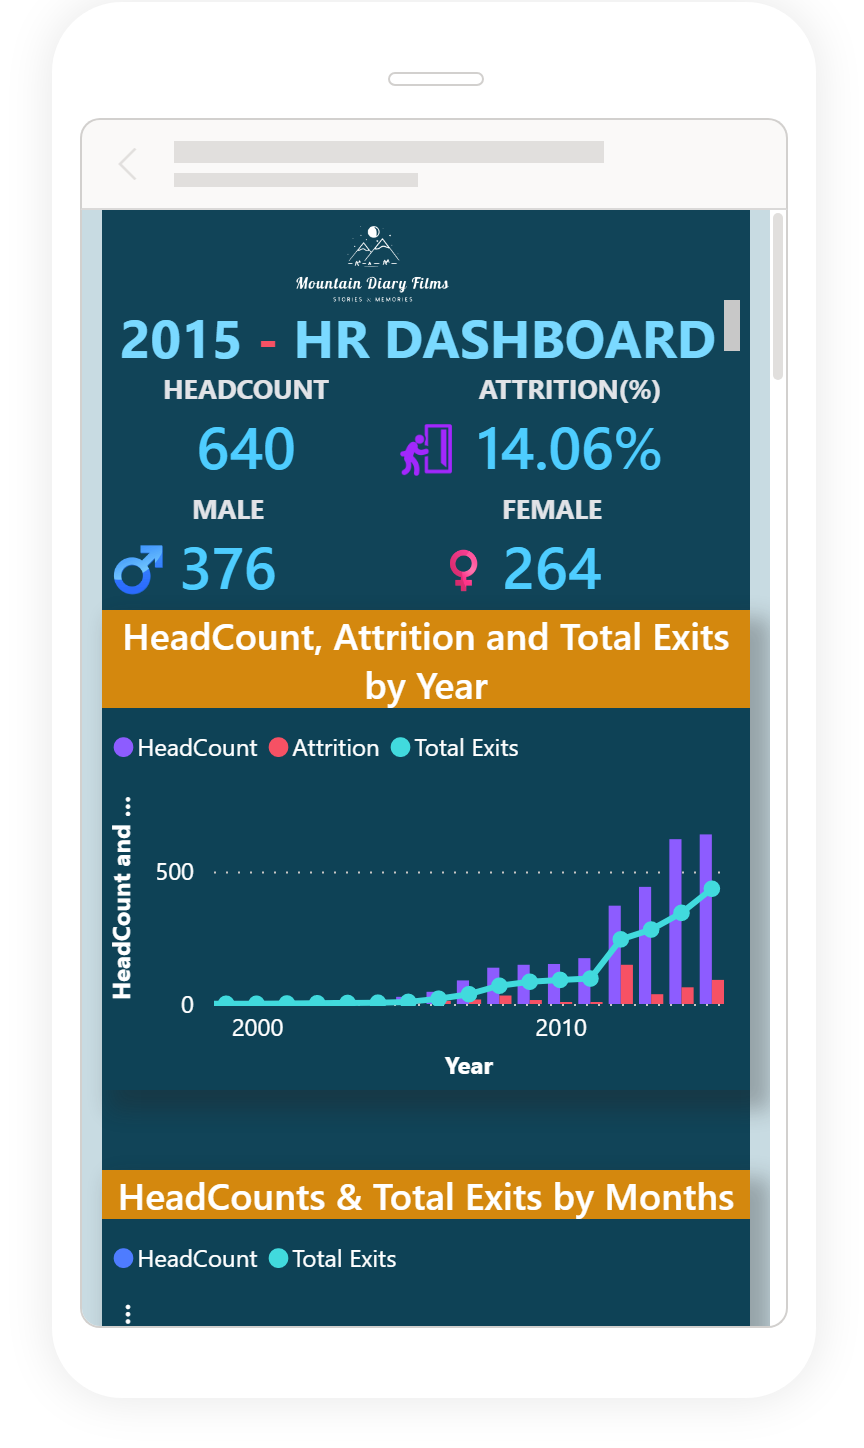 Mountain Diary Films
STORIES & MEMORIES
2015 - HR DASHBOARD
HEADCOUNT
ATTRITION(%)
640
14.06%
MALE
FEMALE
376
264
HeadCount, Attrition and Total Exits
by Year
HeadCount Attrition Total Exits
HeadCount and ...
500
0
2000
2010
Year
HeadCounts & Total Exits by Months
HeadCount Total Exits
...